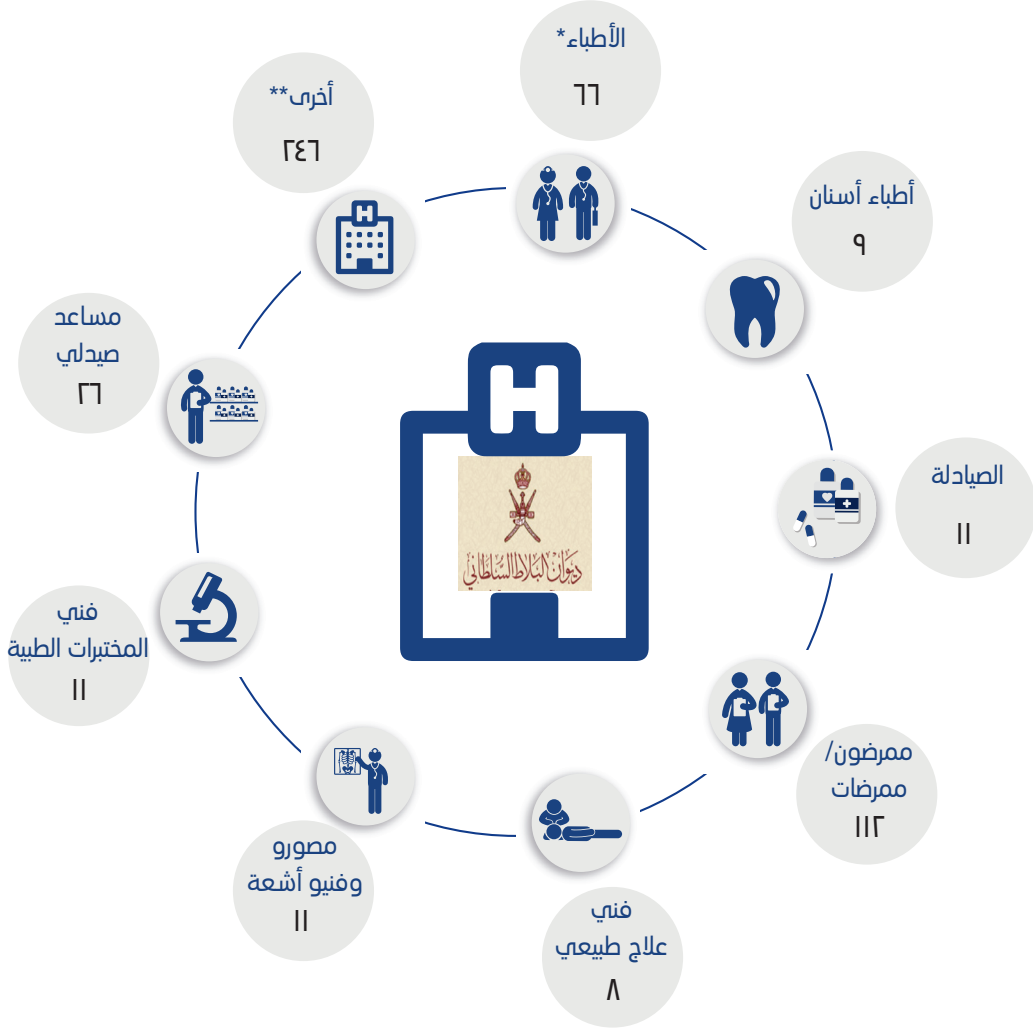 الأطباء*
٦٦
أطباء أسنان
٩
الصيادلة
١١
ممرضون/
ممرضات
١١٢
فني
علاج طبيعي
٨
مصورو
وفنيو أشعة
١١
فني
المختبرات الطبية
١١
مساعد
صيدلي
٢٦
أخرى**
٢٤٦
H
H
ديوان البلاط السلطاني